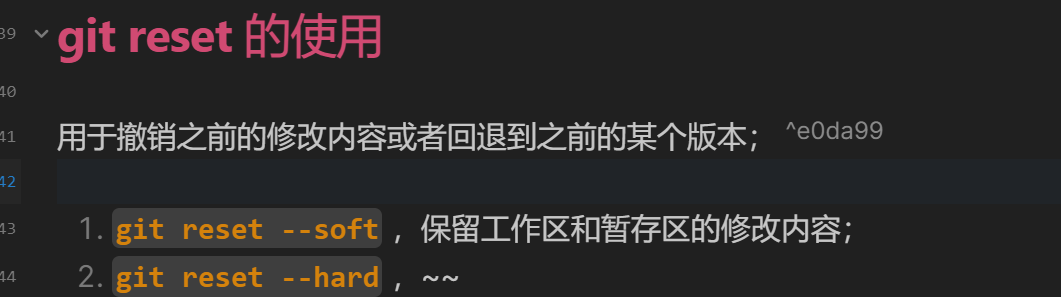 39 git reset 的使用
40
41 用于撤销之前的修改内容或者回退到之前的某个版本； ^e0da99
42
43 1. git reset --soft ，保留工作区和暂存区的修改内容；
44 2. git reset --hard ，~~